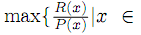 max{ R(x)/P(x) | x ∈